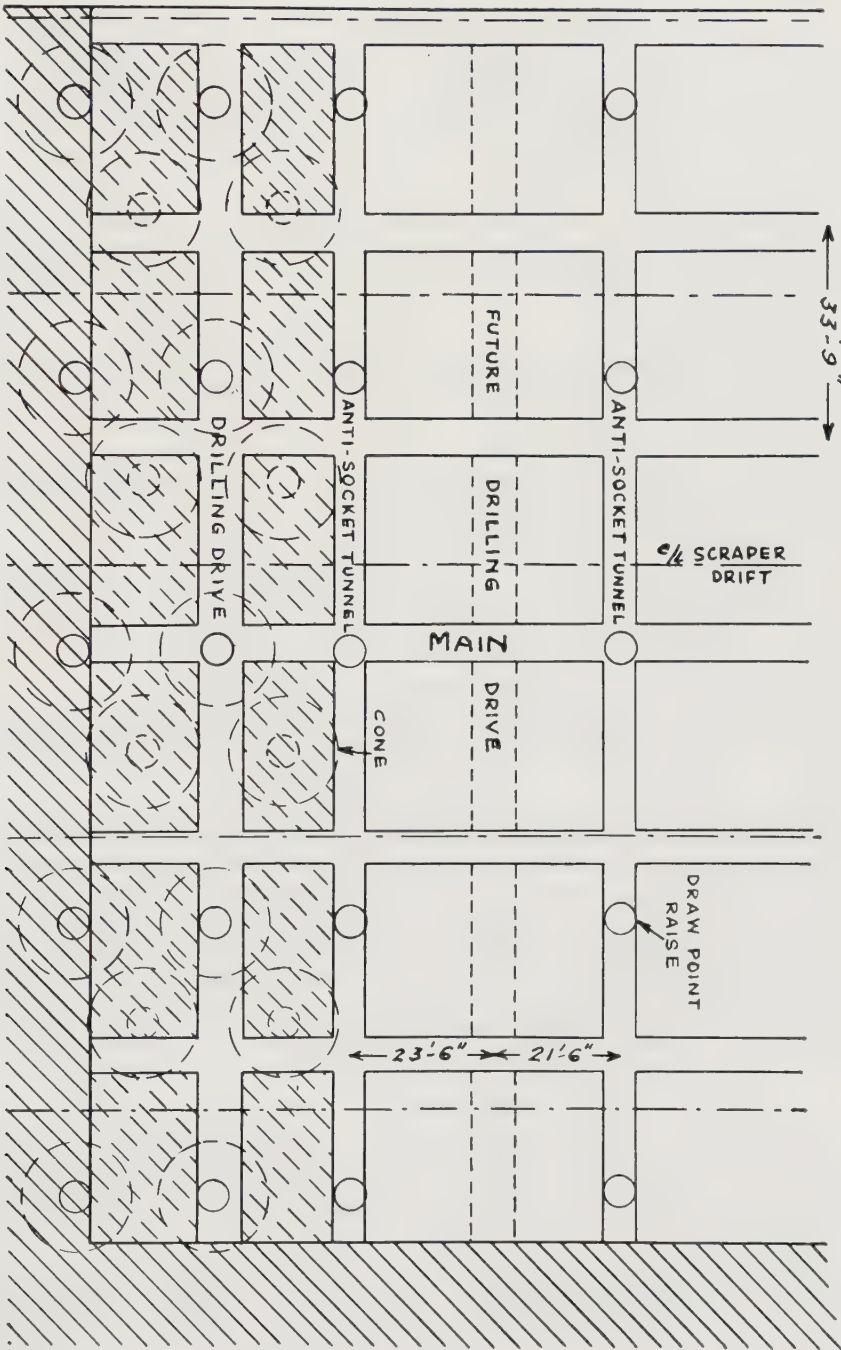 33'-9"
FUTURE
DRILLING
DRIVE
ANTI-SOCKET TUNNEL
ANTI-SOCKET TUNNEL
DRILLING DRIVE
C/L SCRAPER
DRIFT
MAIN
CONE
DRAW POINT
RAISE
23'-6" 21'-6"